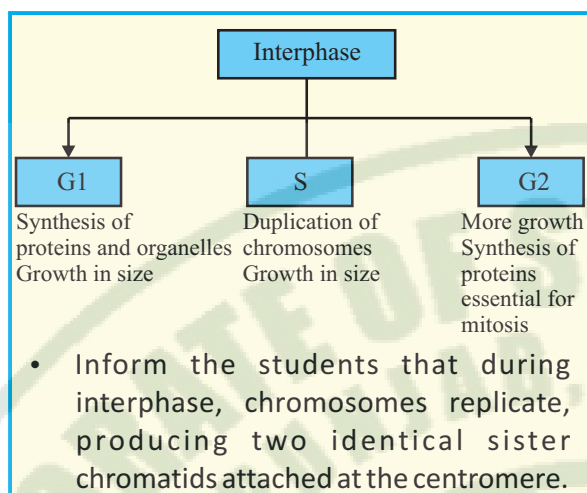 Interphase
G1
S
G2
Synthesis of
proteins and organelles
Growth in size
Duplication of
chromosomes
Growth in size
More growth
Synthesis of
proteins
essential for
mitosis
• Inform the students that during
interphase, chromosomes replicate,
producing two identical sister
chromatids attached at the centromere.